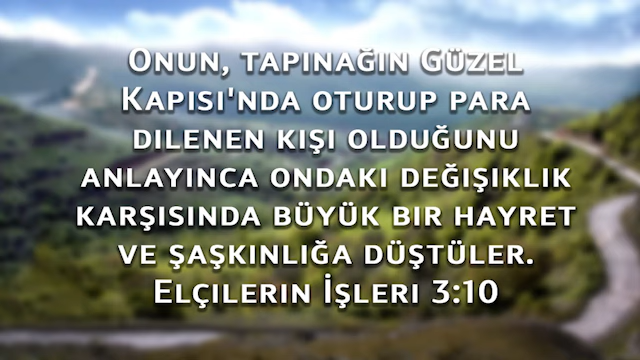 Onun, tapınağın Güzel
Kapısı'nda oturup para
dilenen kişi olduğunu
anlayınca ondaki değişiklik
karşısında büyük bir hayret
ve şaşkınlığa düştüler.
Elçilerin İşleri 3:10